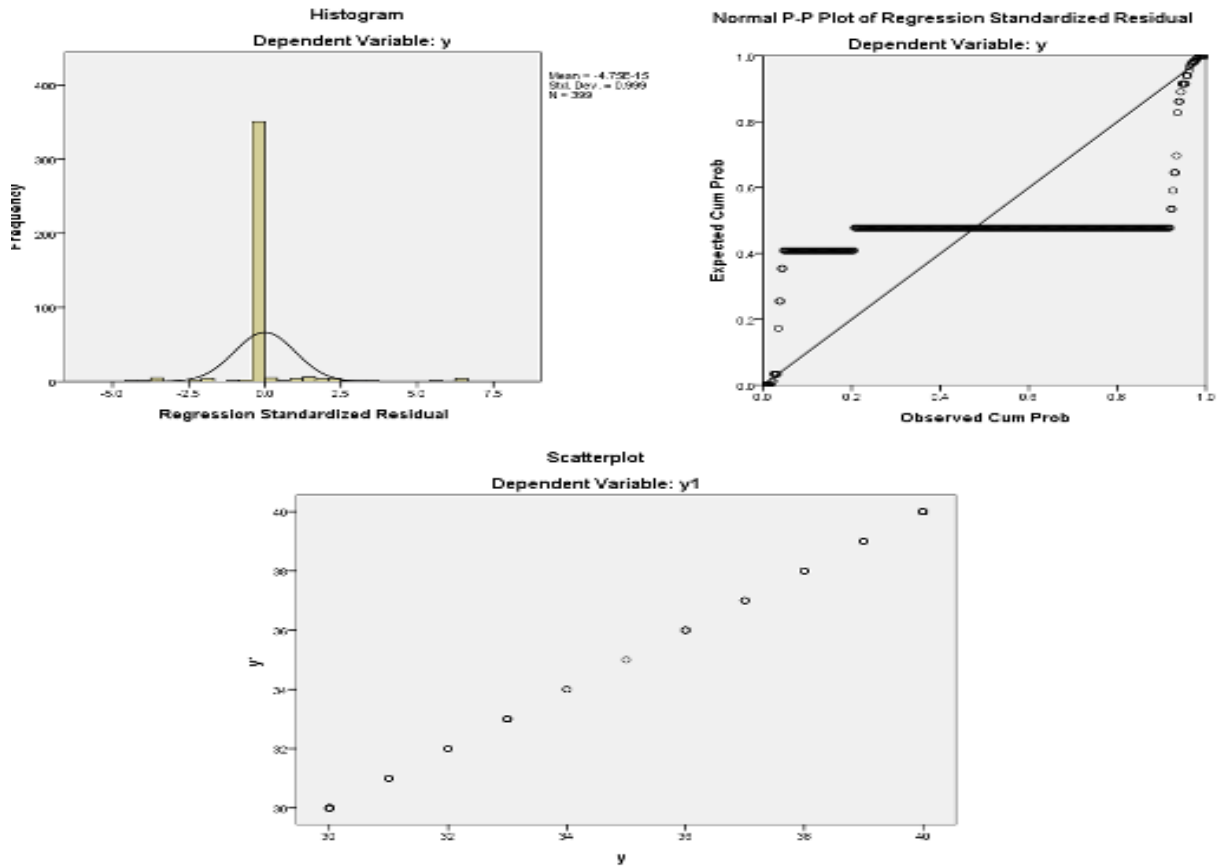 Histogram
Dependent Variable: y
Mean = -4.75E-15
Std. Dev. = 0.999
N = 399
400
300
200
100
0
Frequency
-5.0 -2.5 0.0 2.5 5.0 7.5
Regression Standardized Residual
Normal P-P Plot of Regression Standardized Residual
Dependent Variable: y
1.0
0.8
0.6
0.4
0.2
0.0
Expected Cum Prob
0.0 0.2 0.4 0.6 0.8 1.0
Observed Cum Prob
Scatterplot
Dependent Variable: y1
40
38
36
34
32
30
y'
30 32 34 36 38 40
y